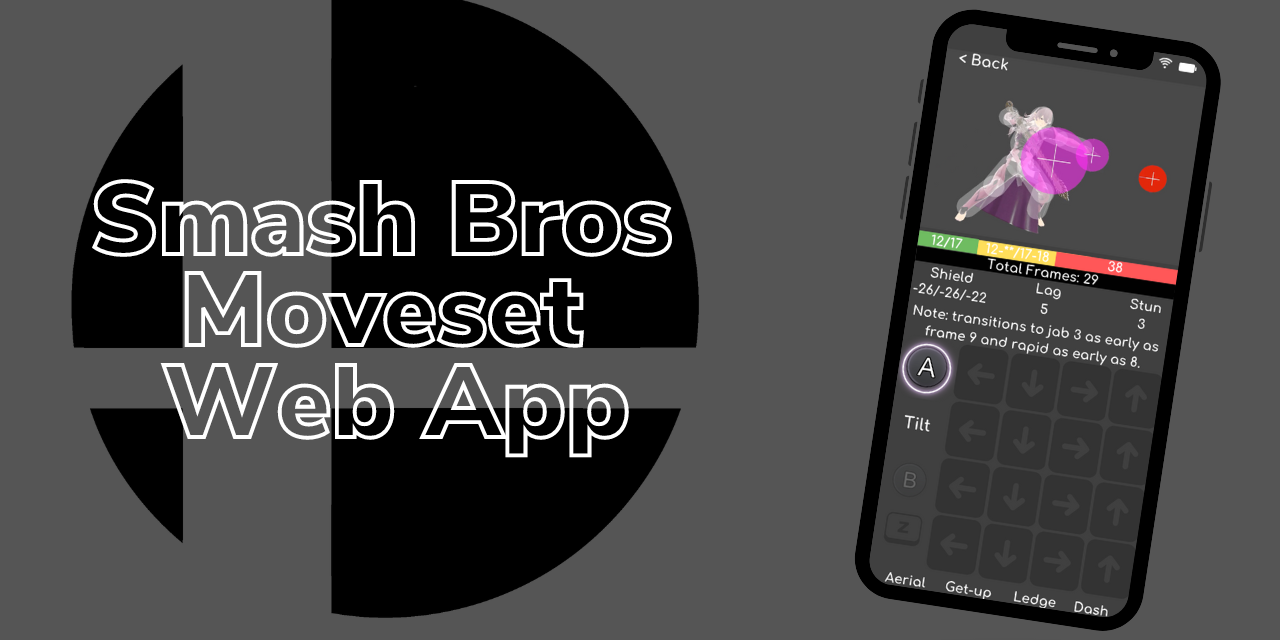 Smash Bros
Moveset
Web App
< Back
12/17 12-**/17-18 38
Total Frames: 29
Shield Lag Stun
-26/-26/-22 5 3
Note: transitions to jab 3 as early as
frame 9 and rapid as early as 8.
A
Tilt
B
Z
Aerial Get-up Ledge Dash